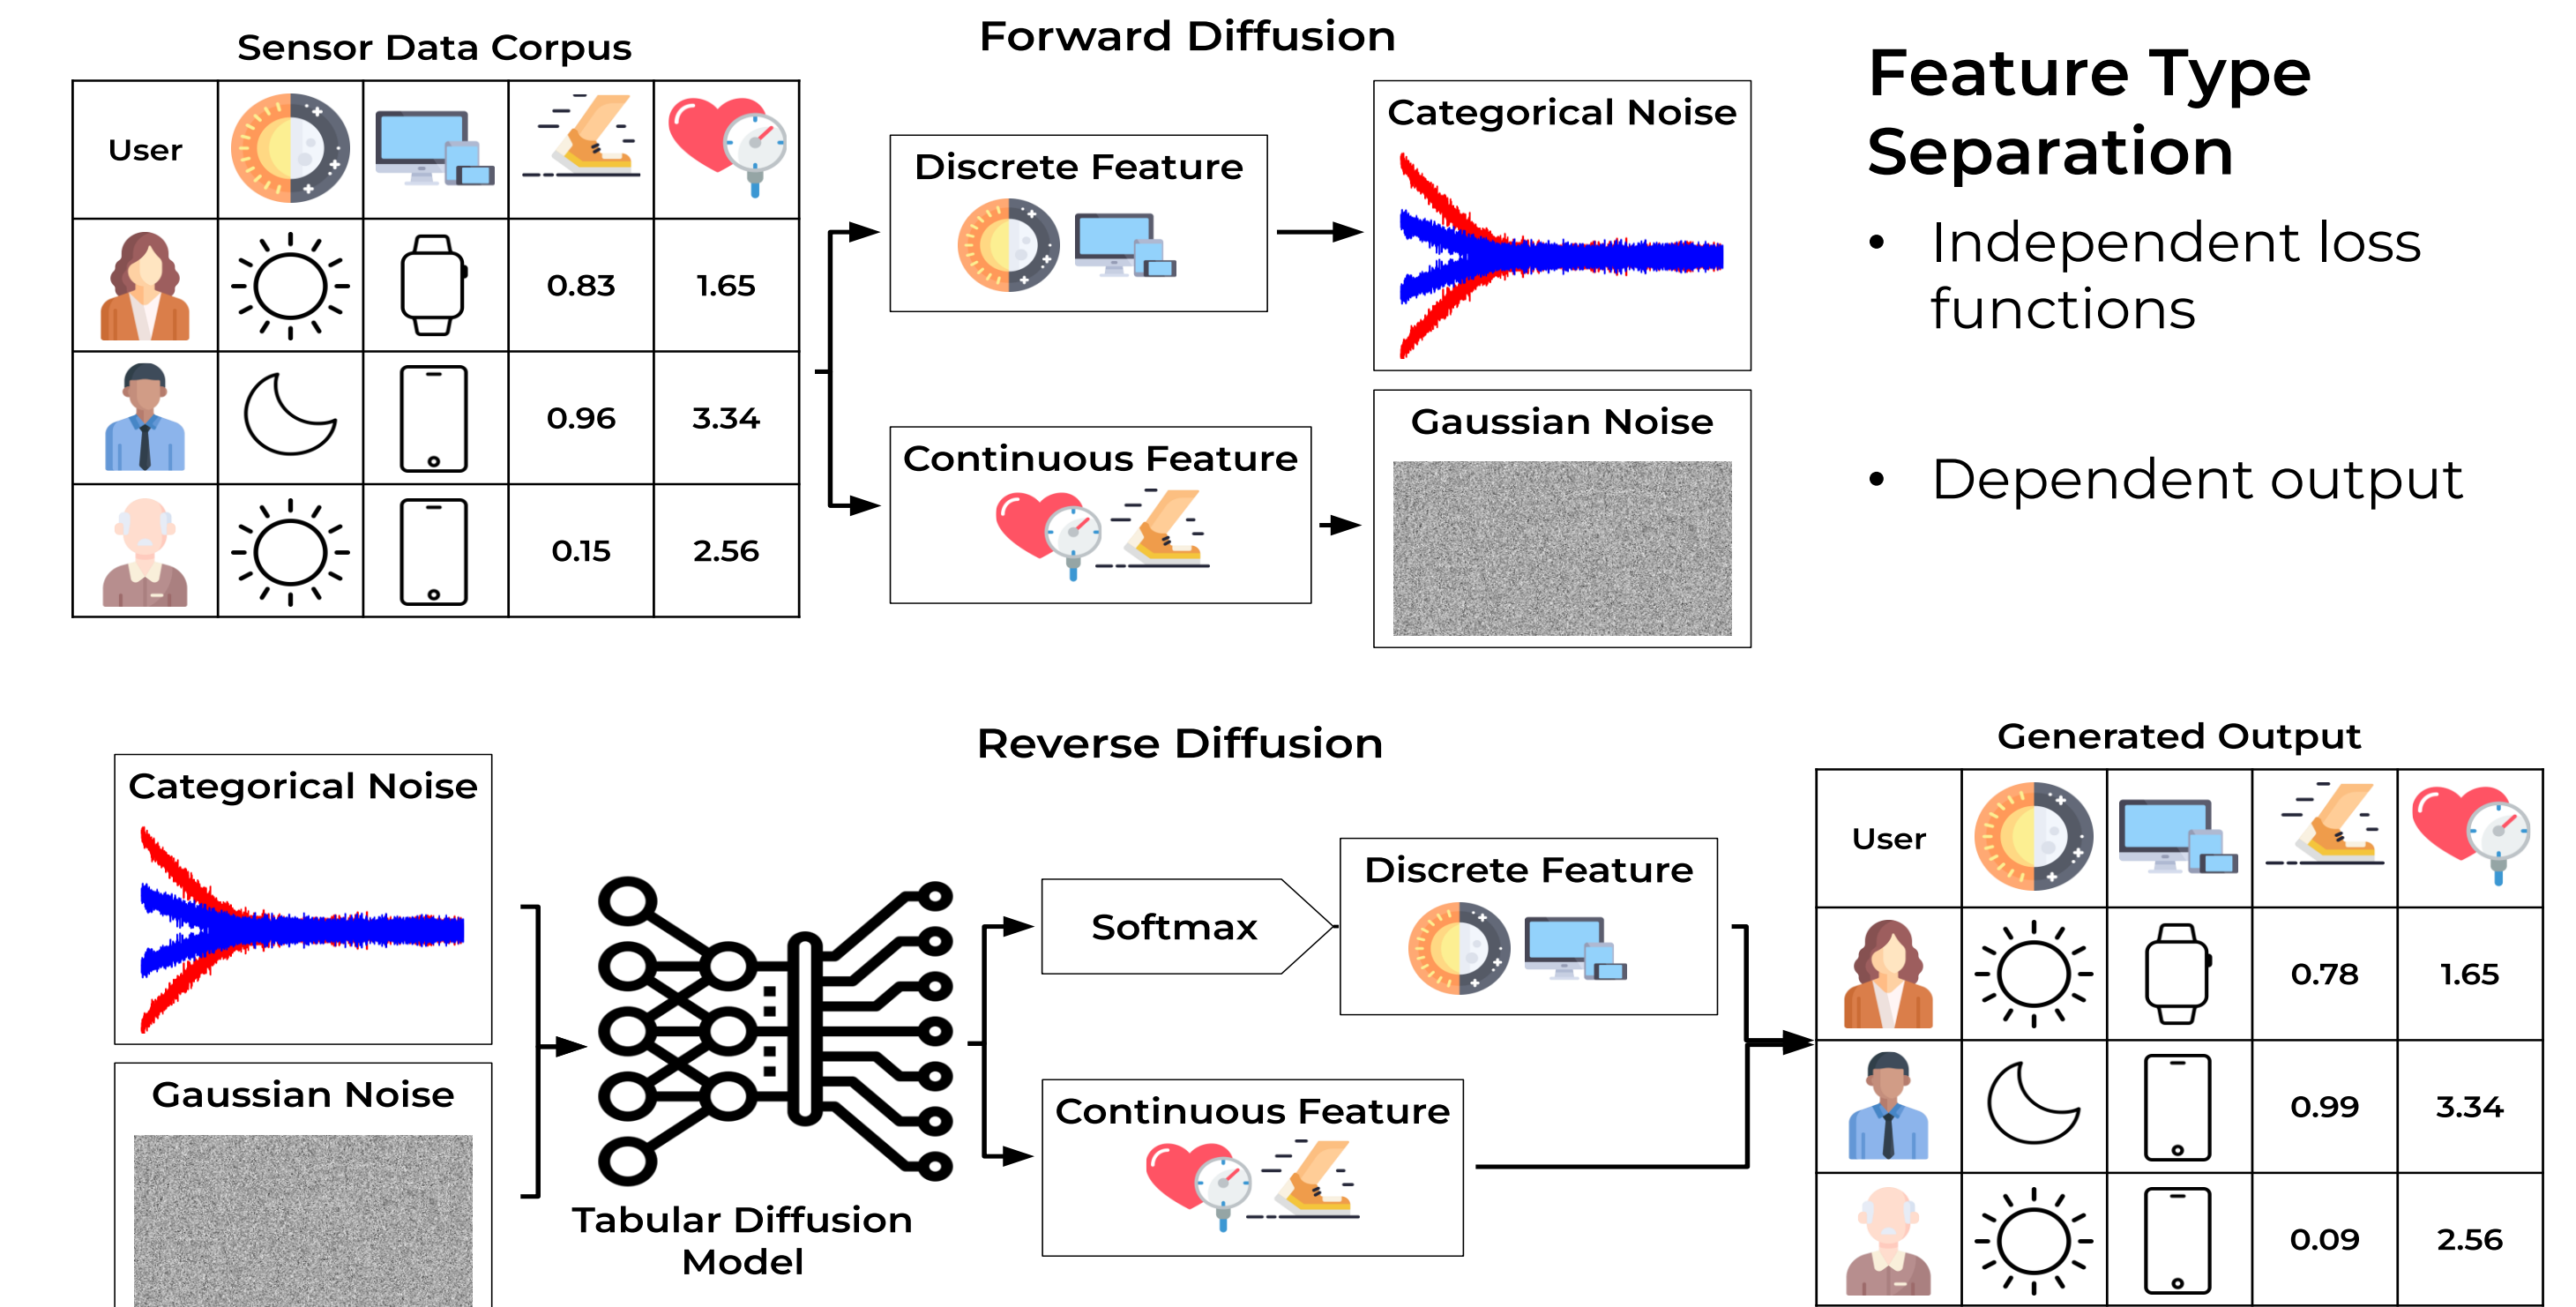 Sensor Data Corpus
User
0.83 1.65
0.96 3.34
0.15 2.56
Forward Diffusion
Discrete Feature
Continuous Feature
Categorical Noise
Gaussian Noise
Feature Type
Separation
• Independent loss
functions
• Dependent output
Reverse Diffusion
Categorical Noise
Gaussian Noise
Tabular Diffusion
Model
Softmax
Discrete Feature
Continuous Feature
Generated Output
User
0.78 1.65
0.99 3.34
0.09 2.56